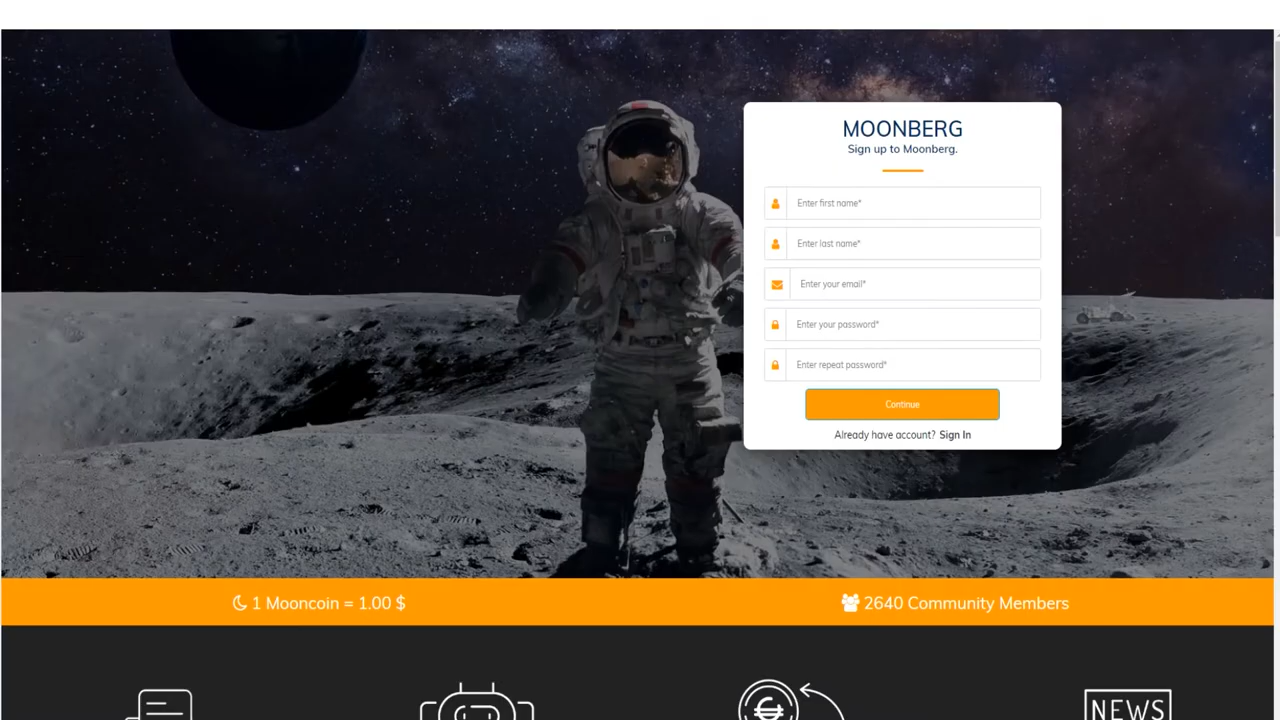 MOONBERG
Sign up to Moonberg.
Enter first name*
Enter last name*
Enter your email*
Enter your password*
Enter repeat password*
Continue
Already have account? Sign In
1 Mooncoin = 1.00 $
2640 Community Members
NEWS